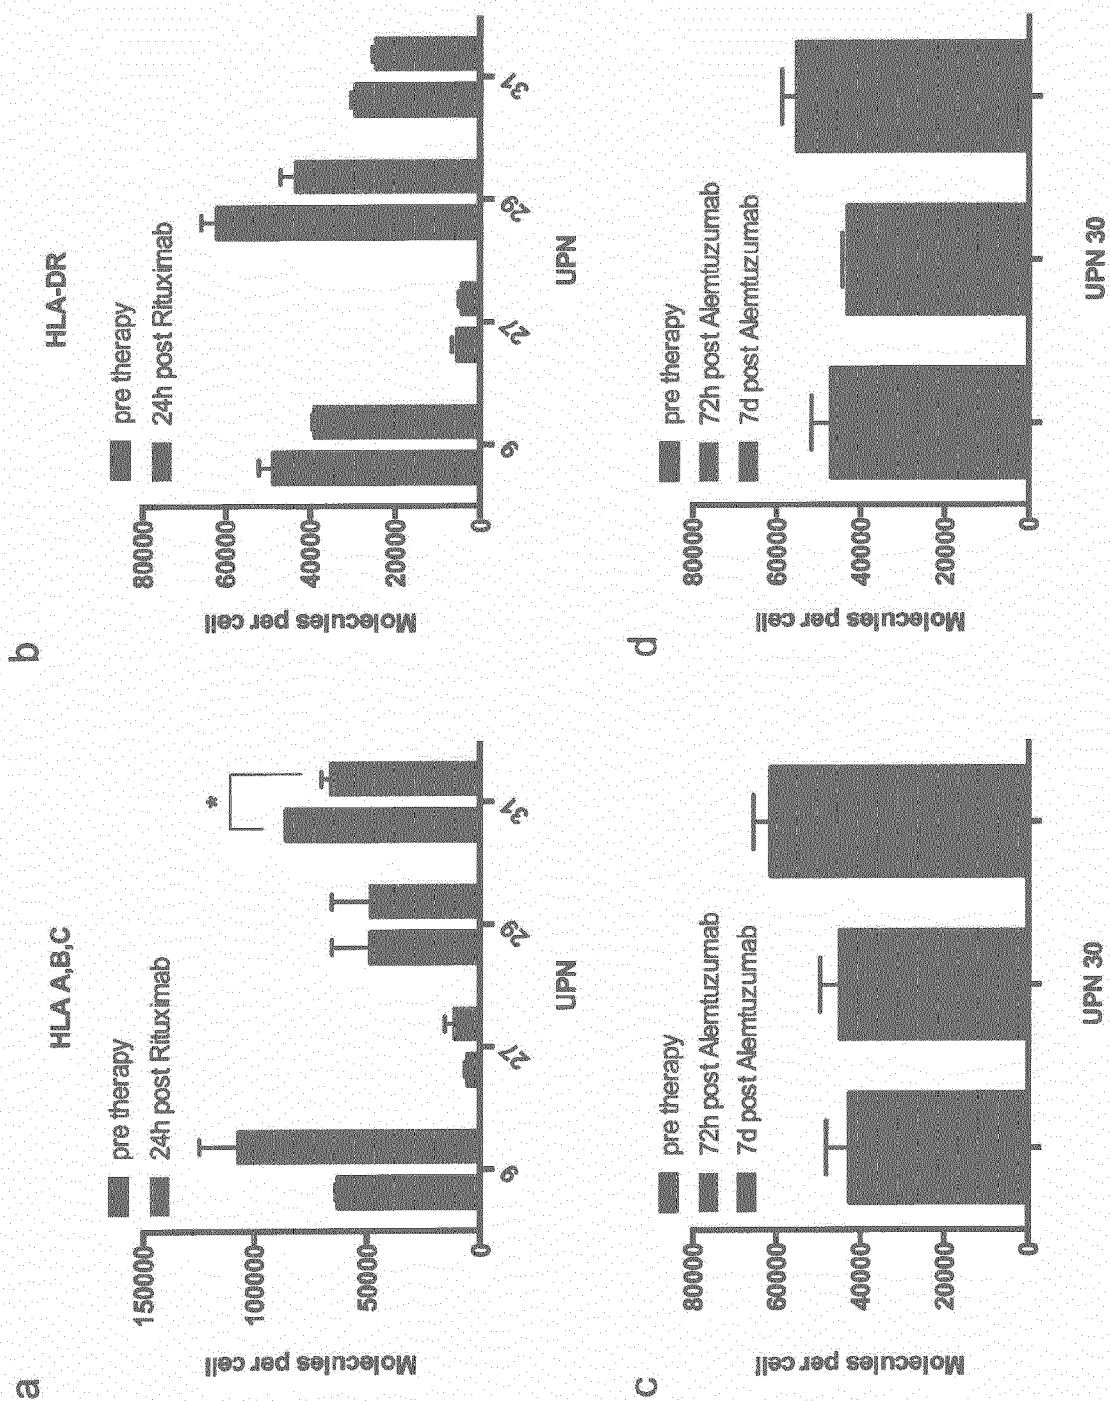 a
HLA A,B,C
pre therapy
24h post Rituximab
Molecules per cell
150000
100000
50000
0
9
27
29
31
*
UPN
b
HLA-DR
pre therapy
24h post Rituximab
Molecules per cell
80000
60000
40000
20000
0
9
27
29
31
UPN
c
pre therapy
72h post Alemtuzumab
7d post Alemtuzumab
Molecules per cell
80000
60000
40000
20000
0
UPN 30
d
pre therapy
72h post Alemtuzumab
7d post Alemtuzumab
Molecules per cell
80000
60000
40000
20000
0
UPN 30